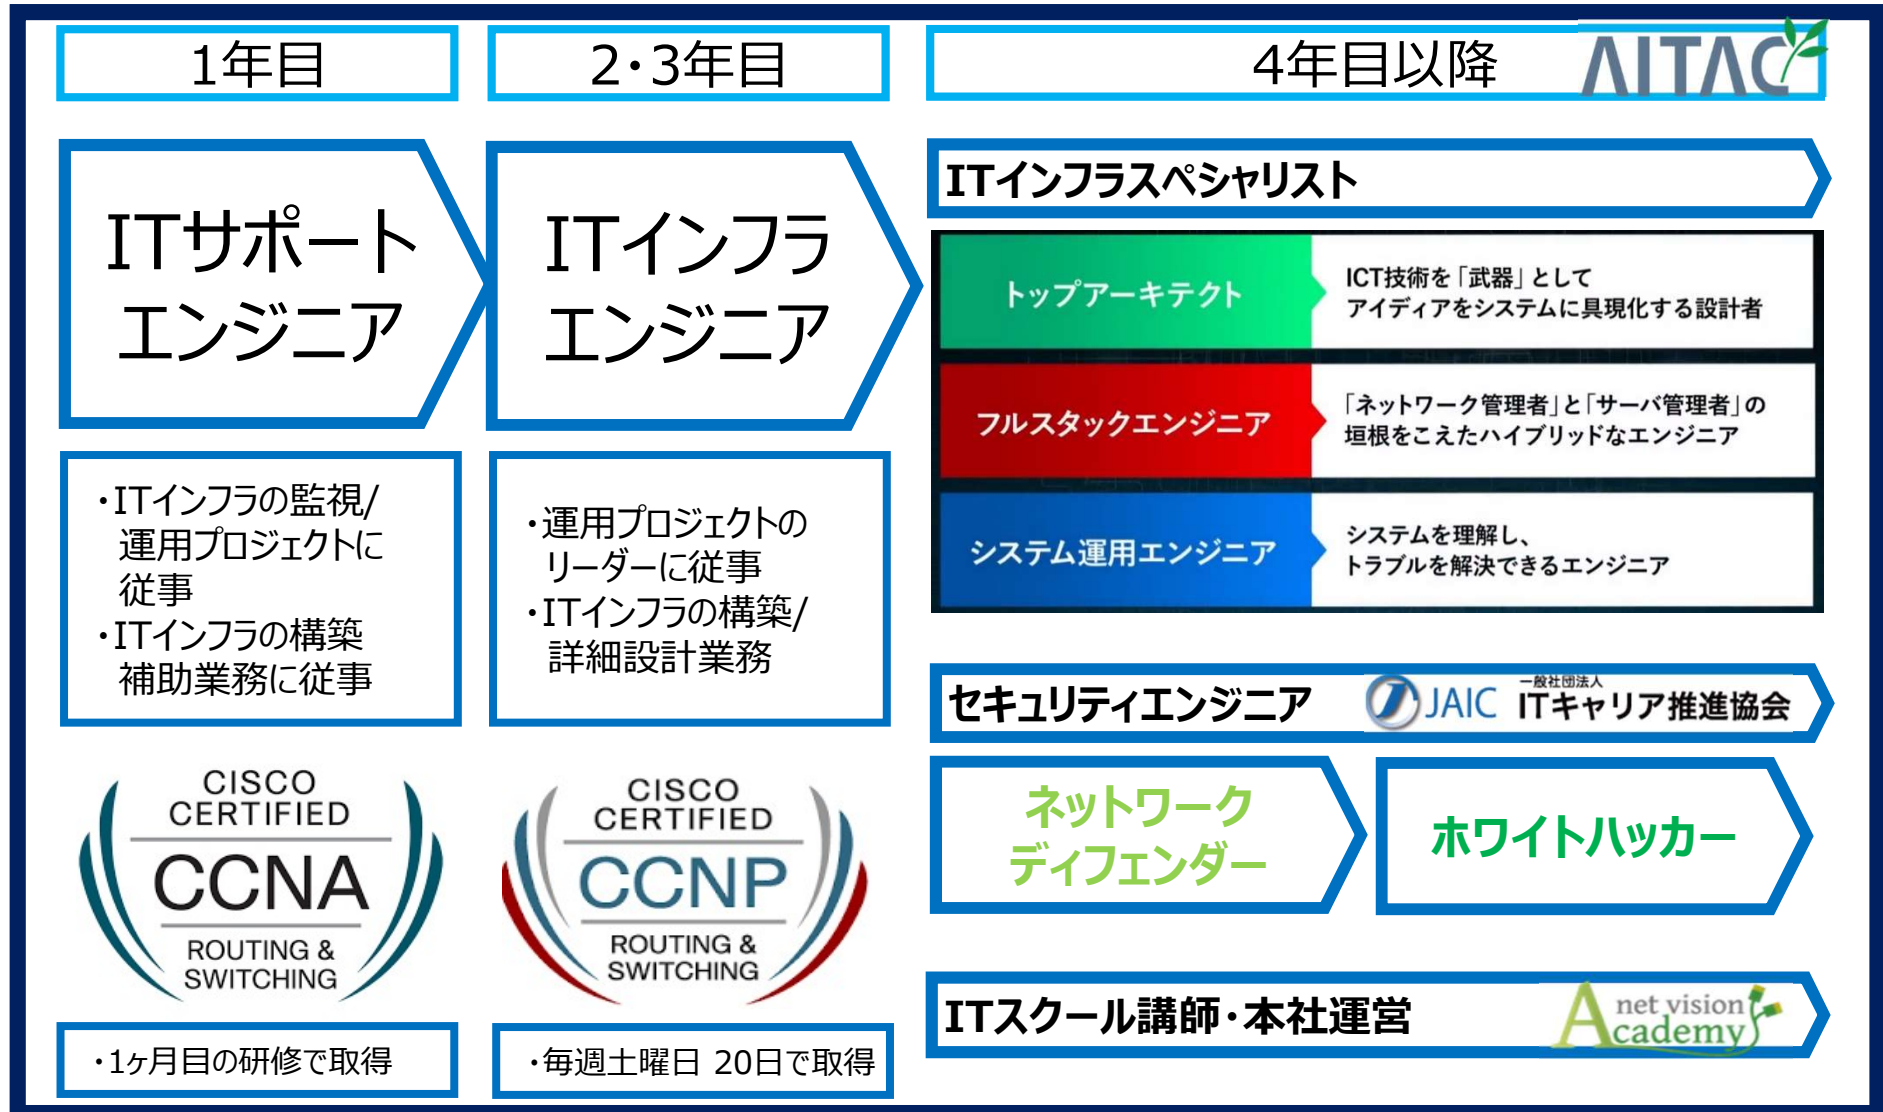 1年目
2・3年目
4年目以降
AITAC
ITサポート
エンジニア
ITインフラ
エンジニア
・ITインフラの監視/
運用プロジェクトに
従事
・ITインフラの構築
補助業務に従事
・運用プロジェクトの
リーダーに従事
・ITインフラの構築/
詳細設計業務
CISCO
CERTIFIED
CCNA
ROUTING &
SWITCHING
CISCO
CERTIFIED
CCNP
ROUTING &
SWITCHING
・1ヶ月目の研修で取得
・毎週土曜日 20日で取得
ITインフラスペシャリスト
トップアーキテクト
ICT技術を「武器」として
アイディアをシステムに具現化する設計者
フルスタックエンジニア
「ネットワーク管理者」と「サーバ管理者」の
垣根をこえたハイブリッドなエンジニア
システム運用エンジニア
システムを理解し、
トラブルを解決できるエンジニア
セキュリティエンジニア
JAIC
一般社団法人
ITキャリア推進協会
ネットワーク
ディフェンダー
ホワイトハッカー
ITスクール講師・本社運営
net vision
Academy